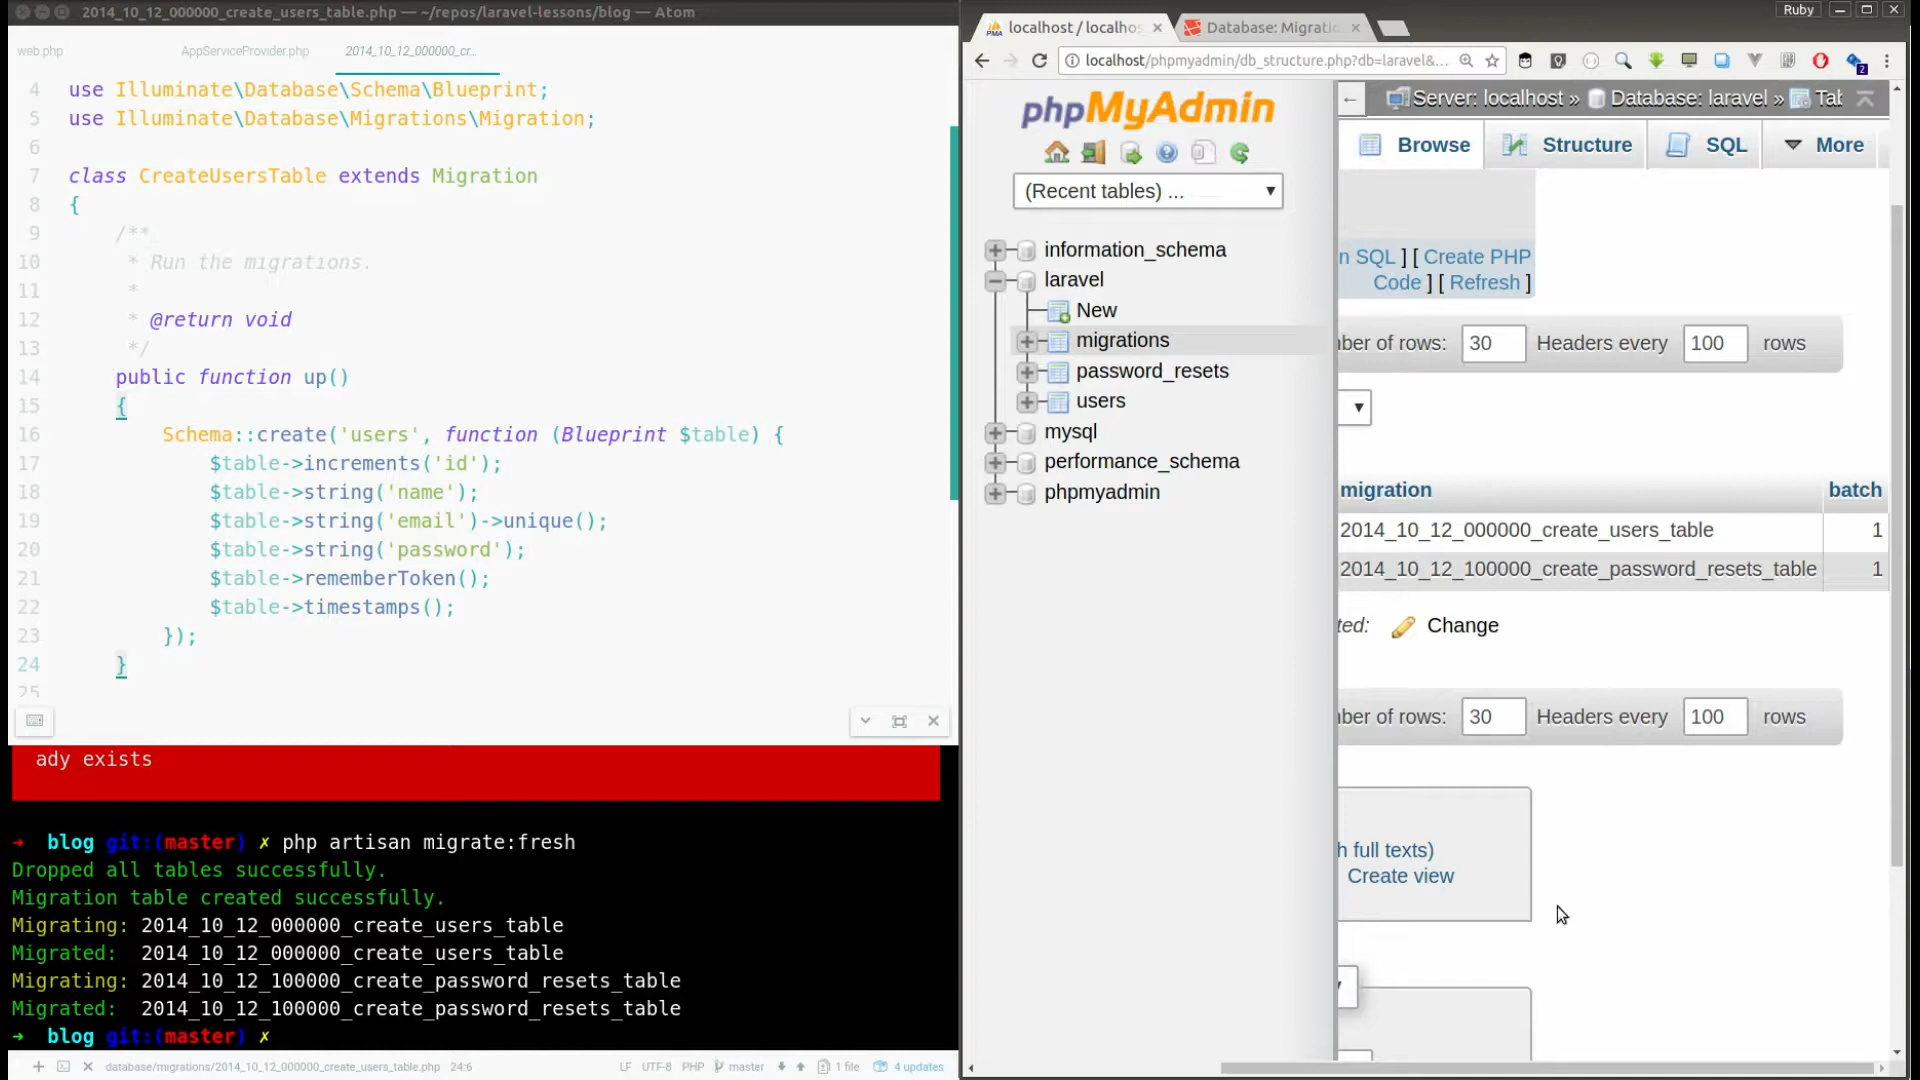 2014_10_12_000000_create_users_table.php — ~/repos/laravel-lessons/blog — Atom
web.php
AppServiceProvider.php
2014_10_12_000000_cr...
4 use Illuminate\Database\Schema\Blueprint;
5 use Illuminate\Database\Migrations\Migration;
6
7 class CreateUsersTable extends Migration
8 {
9 /**
10 * Run the migrations.
11 *
12 * @return void
13 */
14 public function up()
15 {
16 Schema::create('users', function (Blueprint $table) {
17 $table->increments('id');
18 $table->string('name');
19 $table->string('email')->unique();
20 $table->string('password');
21 $table->rememberToken();
22 $table->timestamps();
23 });
24 }
25
ady exists
➜ blog git:(master) ✗ php artisan migrate:fresh
Dropped all tables successfully.
Migration table created successfully.
Migrating: 2014_10_12_000000_create_users_table
Migrated: 2014_10_12_000000_create_users_table
Migrating: 2014_10_12_100000_create_password_resets_table
Migrated: 2014_10_12_100000_create_password_resets_table
➜ blog git:(master) ✗
database/migrations/2014_10_12_000000_create_users_table.php 24:6
LF UTF-8 PHP master 1 file 4 updates
Ruby
localhost / localhos
Database: Migrati
localhost/phpmyadmin/db_structure.php?db=laravel&...
2
phpMyAdmin
(Recent tables) ...
information_schema
laravel
New
migrations
password_resets
users
mysql
performance_schema
phpmyadmin
Server: localhost » Database: laravel » Tab
Browse Structure SQL More
n SQL ] [ Create PHP
Code ] [ Refresh ]
ber of rows: 30 Headers every 100 rows
migration batch
2014_10_12_000000_create_users_table 1
2014_10_12_100000_create_password_resets_table 1
ted: Change
ber of rows: 30 Headers every 100 rows
h full texts)
Create view